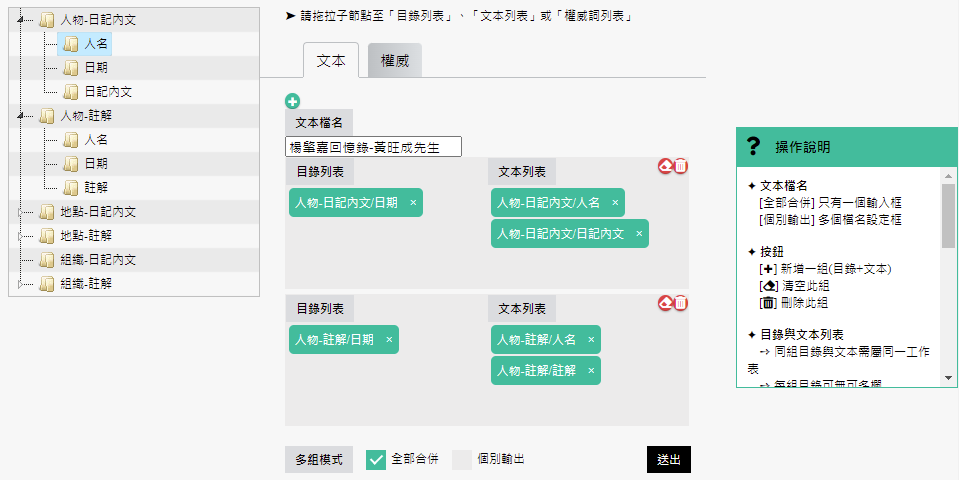 人物-日記內文
人名
日期
日記內文
人物-註解
人名
日期
註解
地點-日記內文
地點-註解
組織-日記內文
組織-註解
➤ 請拖拉子節點至「目錄列表」、「文本列表」或「權威詞列表」
文本
權威
文本檔名
楊肇嘉回憶錄-黃旺成先生
目錄列表
文本列表
人物-日記內文/日期 ×
人物-日記內文/人名 ×
人物-日記內文/日記內文 ×
目錄列表
文本列表
人物-註解/日期 ×
人物-註解/人名 ×
人物-註解/註解 ×
多組模式
全部合併
個別輸出
送出
? 操作說明
✦ 文本檔名
[全部合併] 只有一個輸入框
[個別輸出] 多個檔名設定框
✦ 按鈕
[✚] 新增一組(目錄+文本)
[] 清空此組
[] 刪除此組
✦ 目錄與文本列表
➺ 同組目錄與文本需屬同一工作
表
➺ 每組目錄可無可多欄